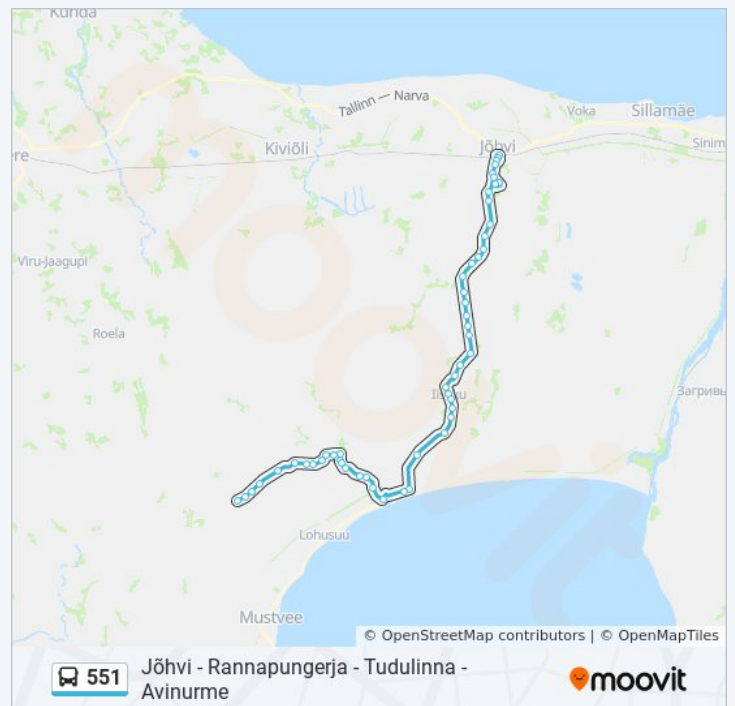 Kunda
Tallinn — Narva
Voka
Sillamäe
Jõhvi
Sinim
ere
Kiviõli
Viru-Jaagupi
Roela
Загривь
Lohusuu
Mustvee
© OpenStreetMap contributors | © OpenMapTiles
551
Jõhvi - Rannapungerja - Tudulinna -
Avinurme
moovit